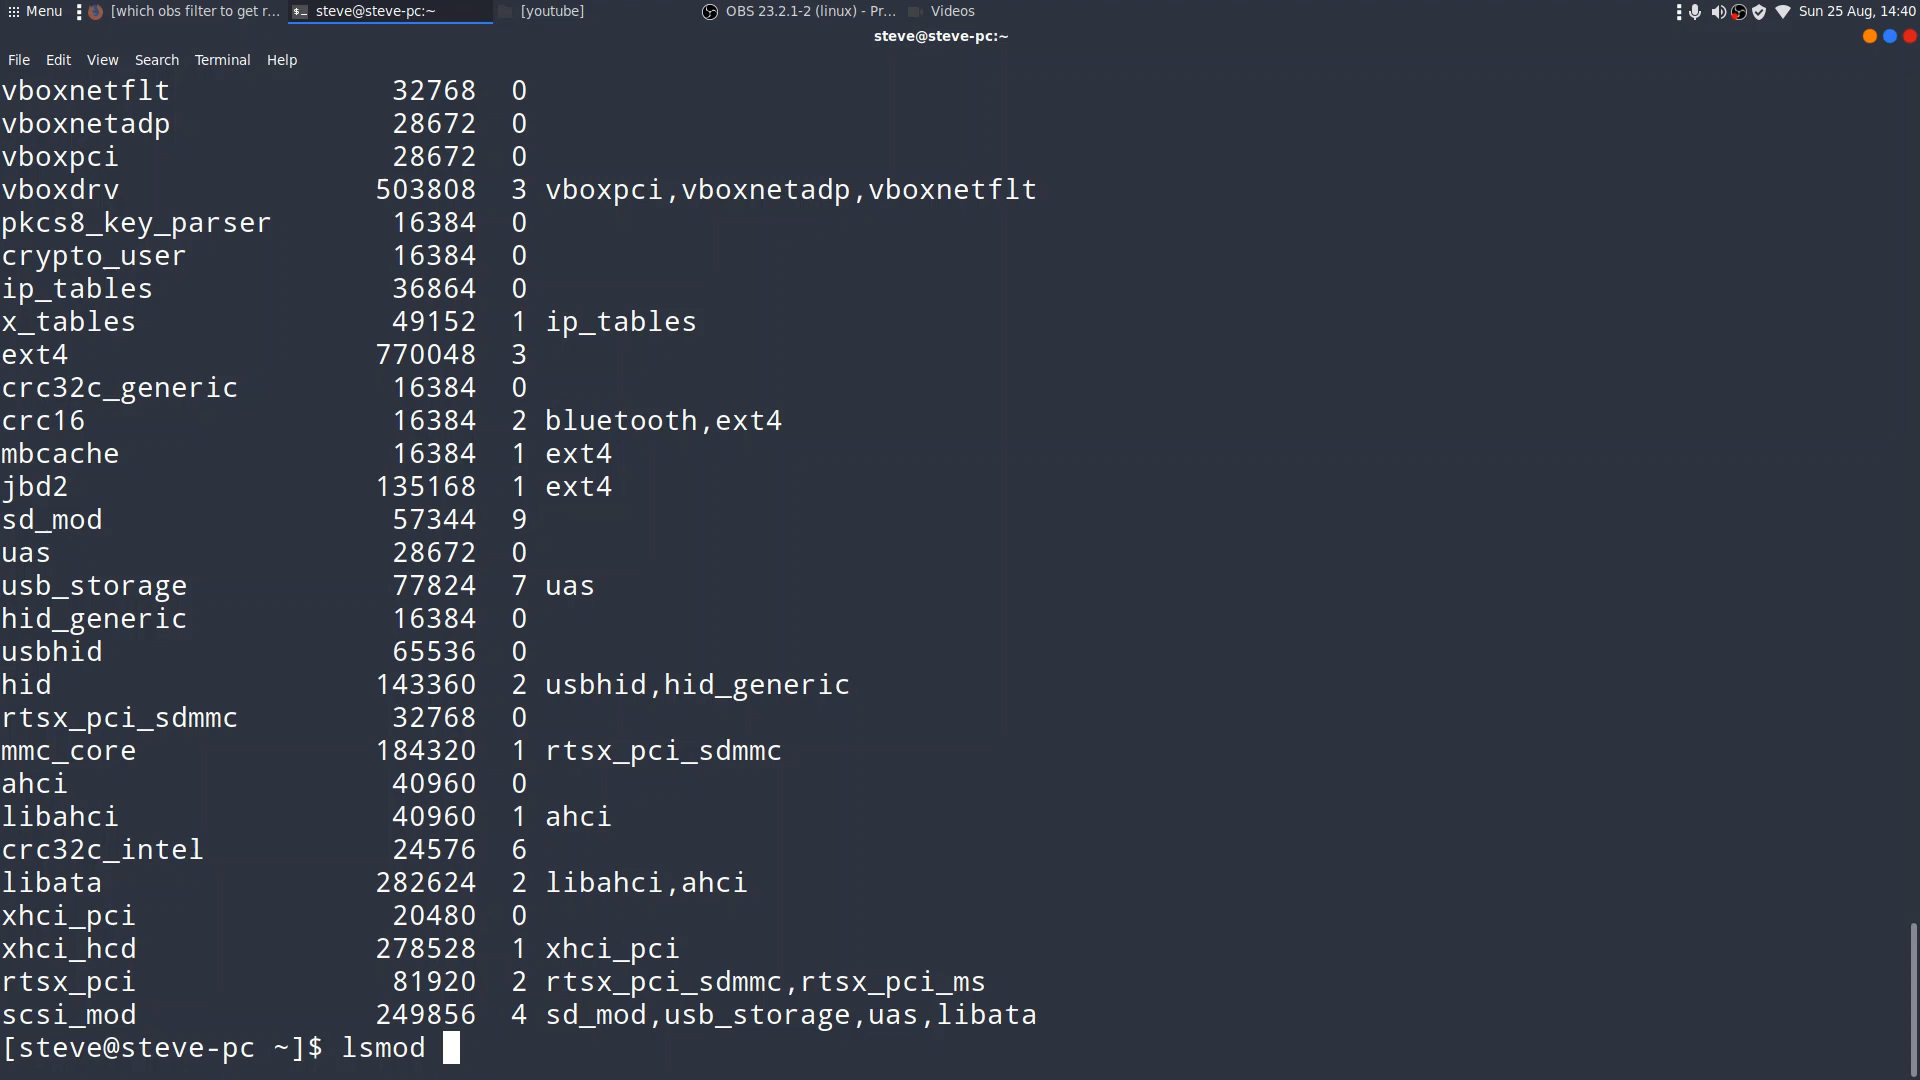 Menu [which obs filter to get r... steve@steve-pc:~ [youtube] OBS 23.2.1-2 (linux) - Pr... Videos Sun 25 Aug, 14:40
steve@steve-pc:~
File Edit View Search Terminal Help
vboxnetflt 32768 0
vboxnetadp 28672 0
vboxpci 28672 0
vboxdrv 503808 3 vboxpci,vboxnetadp,vboxnetflt
pkcs8_key_parser 16384 0
crypto_user 16384 0
ip_tables 36864 0
x_tables 49152 1 ip_tables
ext4 770048 3
crc32c_generic 16384 0
crc16 16384 2 bluetooth,ext4
mbcache 16384 1 ext4
jbd2 135168 1 ext4
sd_mod 57344 9
uas 28672 0
usb_storage 77824 7 uas
hid_generic 16384 0
usbhid 65536 0
hid 143360 2 usbhid,hid_generic
rtsx_pci_sdmmc 32768 0
mmc_core 184320 1 rtsx_pci_sdmmc
ahci 40960 0
libahci 40960 1 ahci
crc32c_intel 24576 6
libata 282624 2 libahci,ahci
xhci_pci 20480 0
xhci_hcd 278528 1 xhci_pci
rtsx_pci 81920 2 rtsx_pci_sdmmc,rtsx_pci_ms
scsi_mod 249856 4 sd_mod,usb_storage,uas,libata
[steve@steve-pc ~]$ lsmod